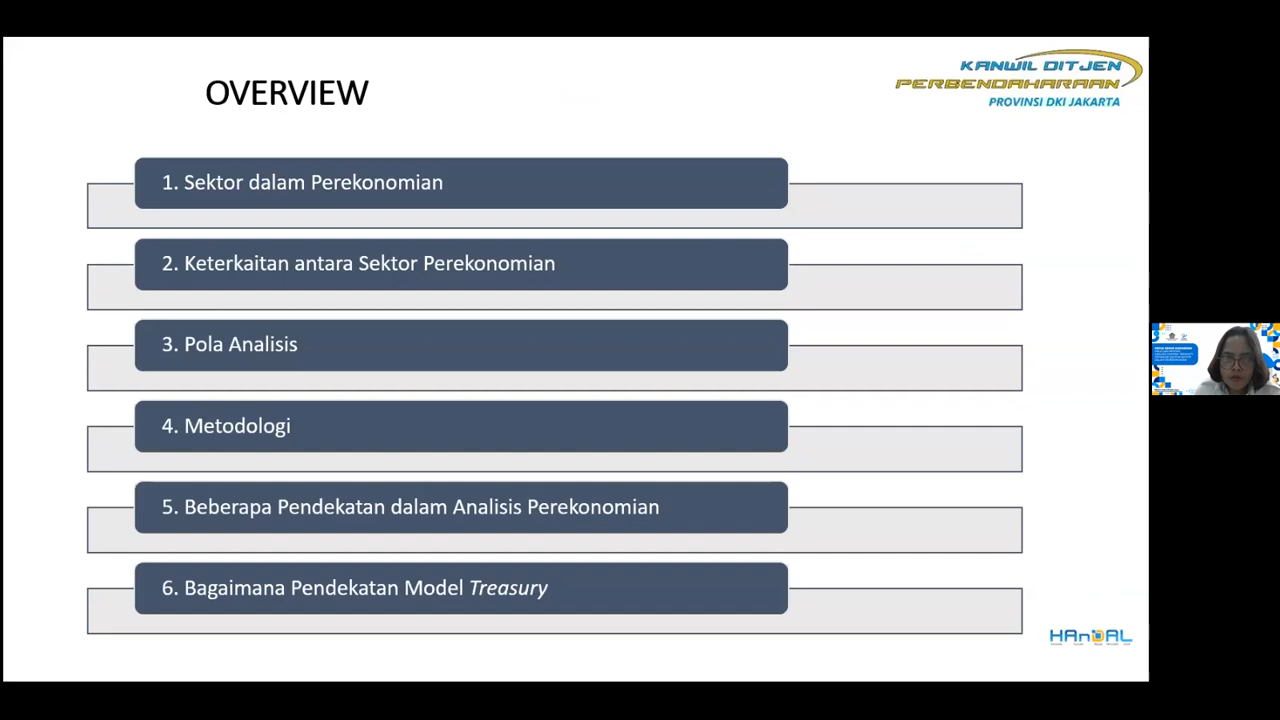 OVERVIEW
KANWIL DITJEN
PERBENDAHARAAN
PROVINSI DKI JAKARTA
1. Sektor dalam Perekonomian
2. Keterkaitan antara Sektor Perekonomian
3. Pola Analisis
4. Metodologi
5. Beberapa Pendekatan dalam Analisis Perekonomian
6. Bagaimana Pendekatan Model Treasury
HAnDAL